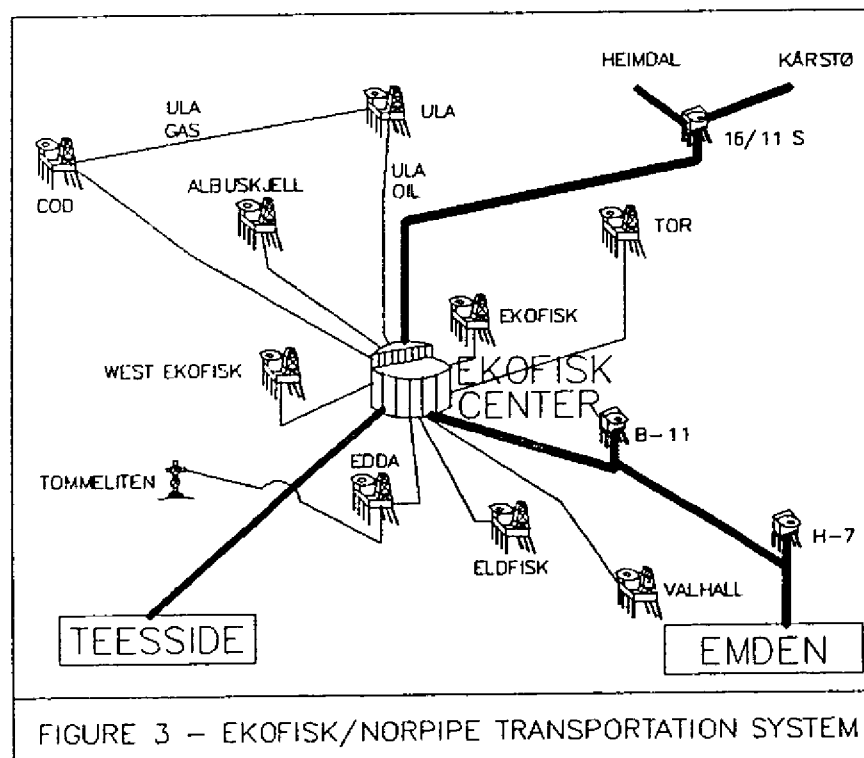 HEIMDAL
KÅRSTØ
ULA
GAS
ULA
16/11 S
COD
ALBUSKJELL
ULA
OIL
TOR
EKOFISK
WEST EKOFISK
EKOFISK
CENTER
B-11
TOMMELITEN
EDDA
H-7
ELDFISK
VALHALL
TEESSIDE
EMDEN
FIGURE 3 - EKOFISK/NORPIPE TRANSPORTATION SYSTEM